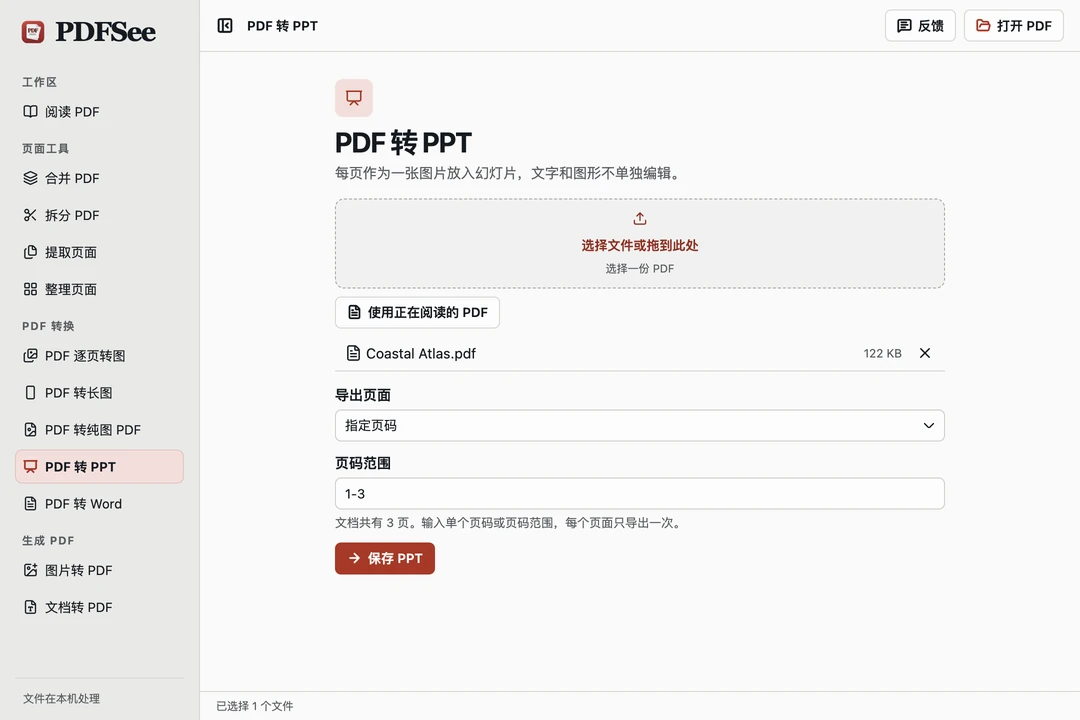 PDF
PDFSee
工作区
阅读 PDF
页面工具
合并 PDF
拆分 PDF
提取页面
整理页面
PDF 转换
PDF 逐页转图
PDF 转长图
PDF 转纯图 PDF
PDF 转 PPT
PDF 转 Word
生成 PDF
图片转 PDF
文档转 PDF
文件在本机处理
PDF 转 PPT
反馈
打开 PDF
PDF 转 PPT
每页作为一张图片放入幻灯片，文字和图形不单独编辑。
选择文件或拖到此处
选择一份 PDF
使用正在阅读的 PDF
Coastal Atlas.pdf
122 KB
导出页面
指定页码
页码范围
1-3
文档共有 3 页。输入单个页码或页码范围，每个页面只导出一次。
保存 PPT
已选择 1 个文件